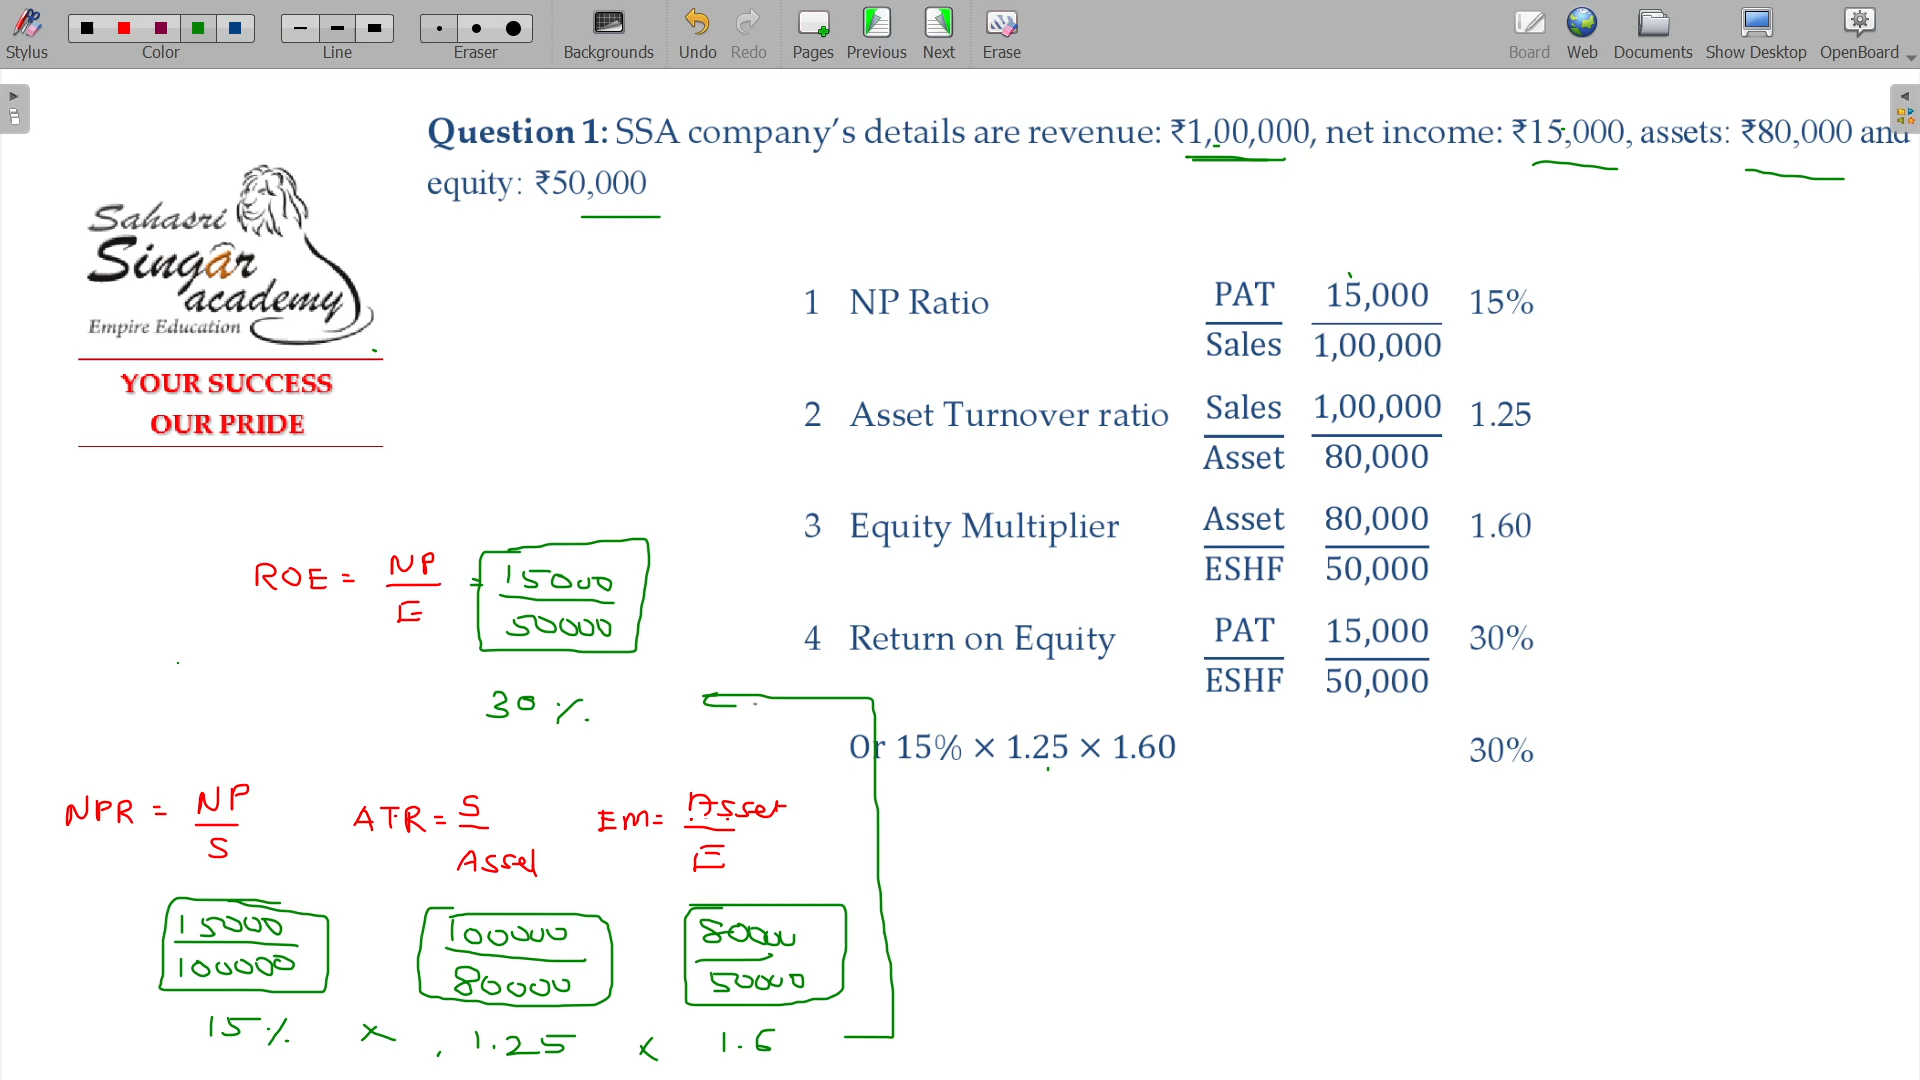 Stylus
Color
Line
Eraser
Backgrounds
Undo
Redo
Pages
Previous
Next
Erase
Board
Web
Documents
Show Desktop
OpenBoard
Question 1: SSA company’s details are revenue: ₹1,00,000, net income: ₹15,000, assets: ₹80,000 and
equity: ₹50,000
Sahasri
Singar
academy
Empire Education
YOUR SUCCESS
OUR PRIDE
1 NP Ratio PAT 15,000 15%
Sales 1,00,000
2 Asset Turnover ratio Sales 1,00,000 1.25
Asset 80,000
3 Equity Multiplier Asset 80,000 1.60
ESHF 50,000
4 Return on Equity PAT 15,000 30%
ESHF 50,000
Or 15% × 1.25 × 1.60 30%
ROE = NP = 15000
E 50000
30 %
NPR = NP ATR = S EM = Asset
S Asset E
15000 100000 80000
100000 80000 50000
15% × 1.25 × 1.6